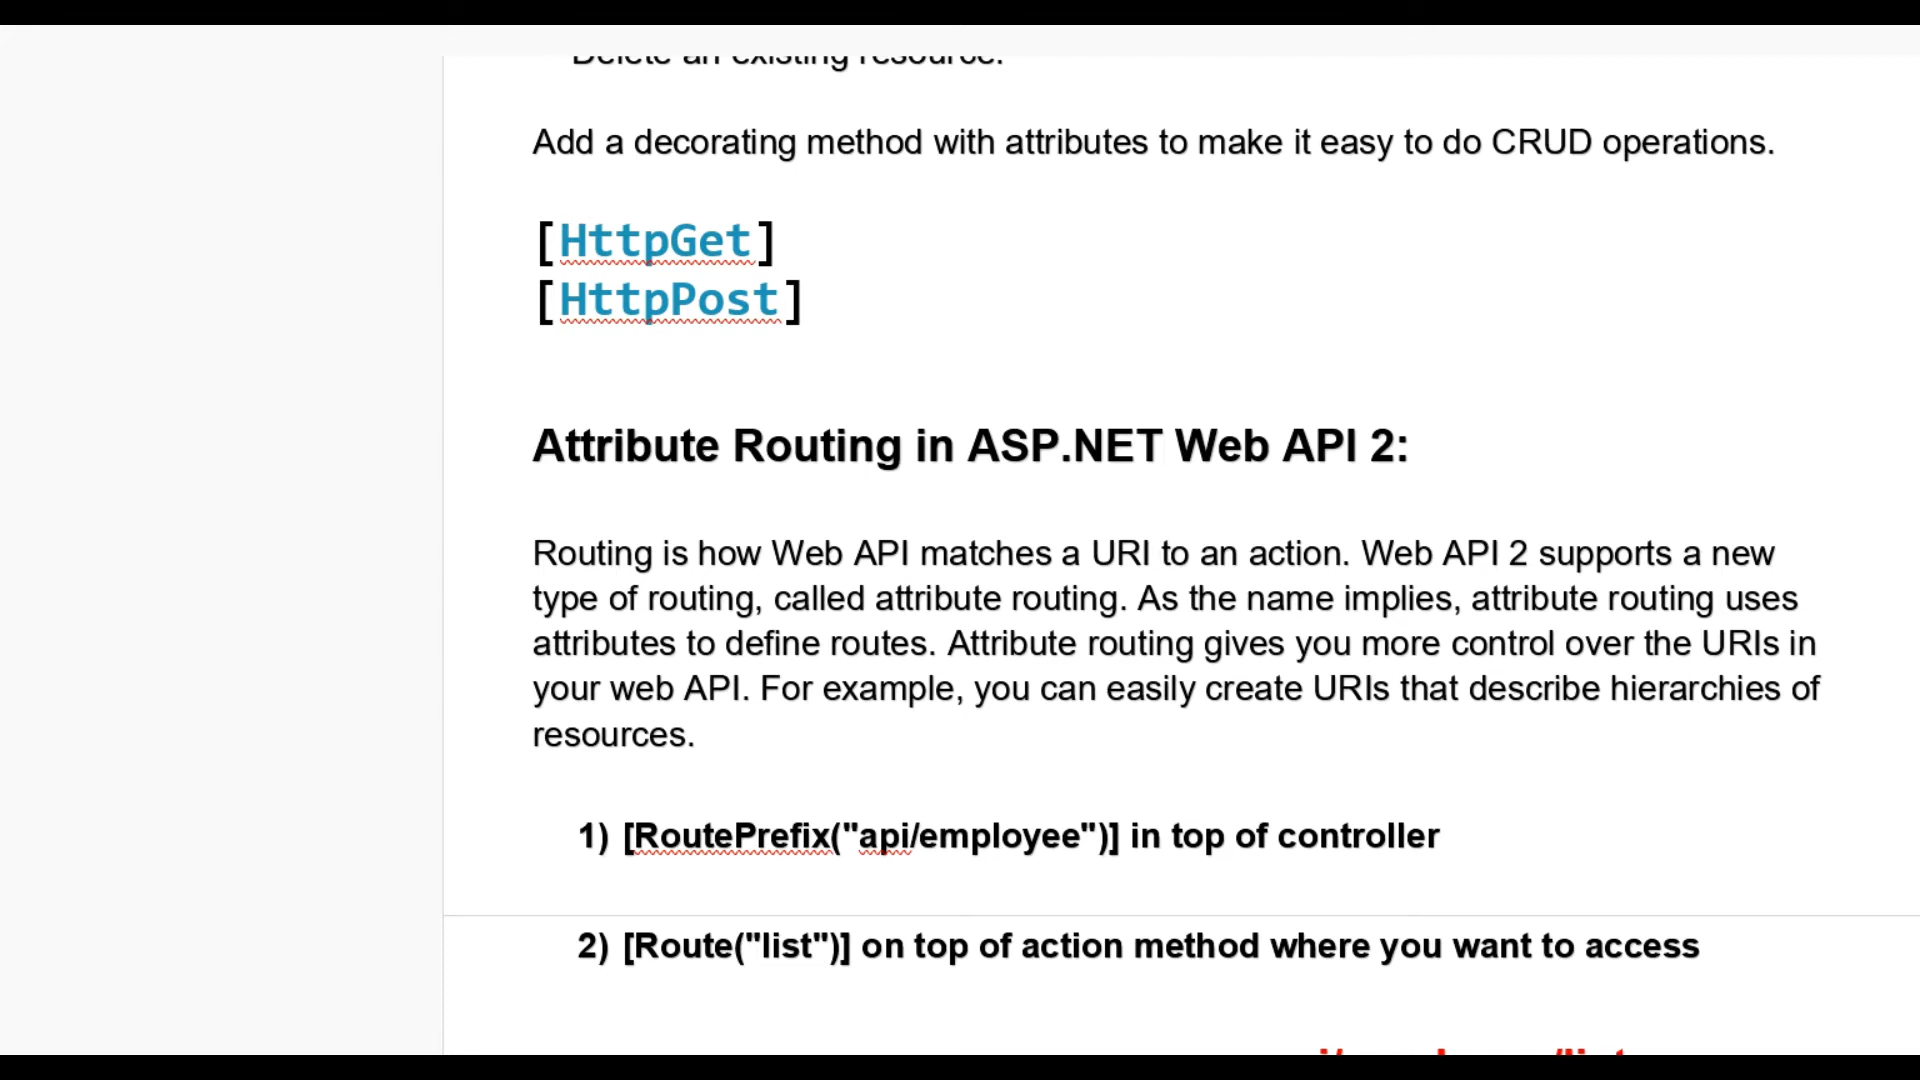 Delete an existing resource.
Add a decorating method with attributes to make it easy to do CRUD operations.
[HttpGet]
[HttpPost]
Attribute Routing in ASP.NET Web API 2:
Routing is how Web API matches a URI to an action. Web API 2 supports a new
type of routing, called attribute routing. As the name implies, attribute routing uses
attributes to define routes. Attribute routing gives you more control over the URIs in
your web API. For example, you can easily create URIs that describe hierarchies of
resources.
1) [RoutePrefix("api/employee")] in top of controller
2) [Route("list")] on top of action method where you want to access